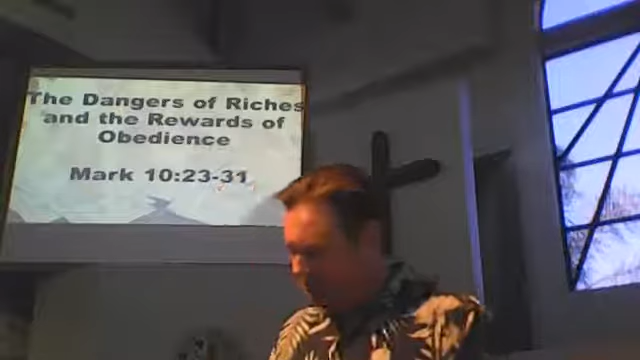 The Dangers of Riches
and the Rewards of
Obedience
Mark 10:23-31